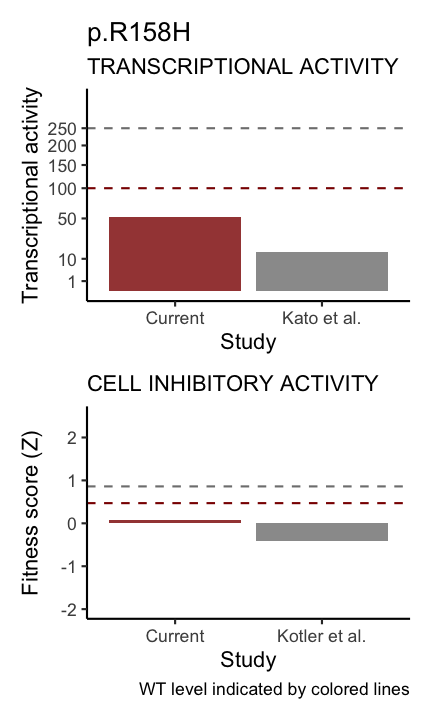 p.R158H
TRANSCRIPTIONAL ACTIVITY
Transcriptional activity
250
200
150
100
50
10
1
Current
Kato et al.
Study
CELL INHIBITORY ACTIVITY
Fitness score (Z)
2
1
0
-1
-2
Current
Kotler et al.
Study
WT level indicated by colored lines